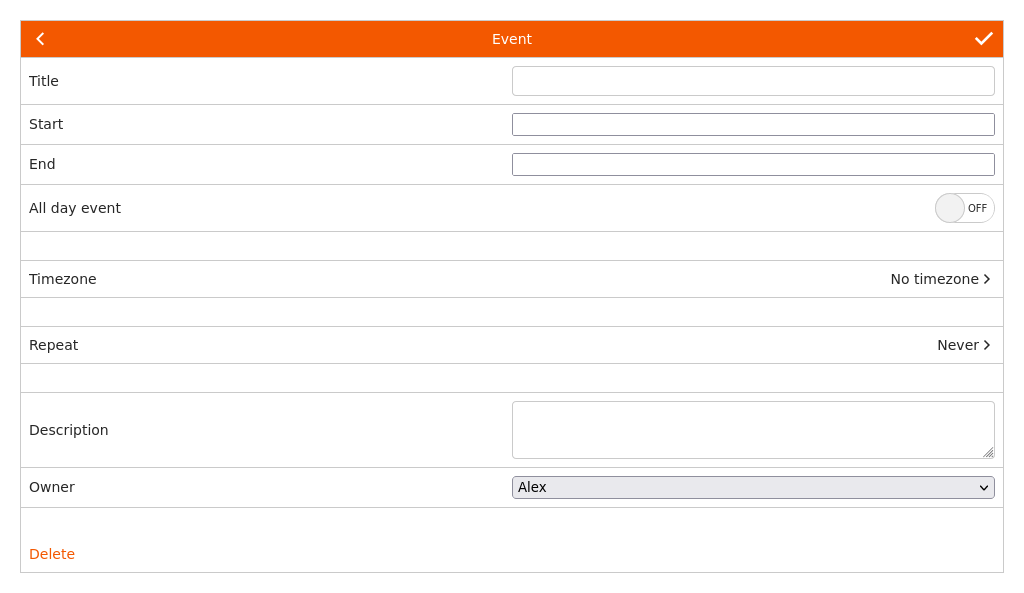 Event
Title
Start
End
All day event OFF
Timezone No timezone
Repeat Never
Description
Owner Alex
Delete